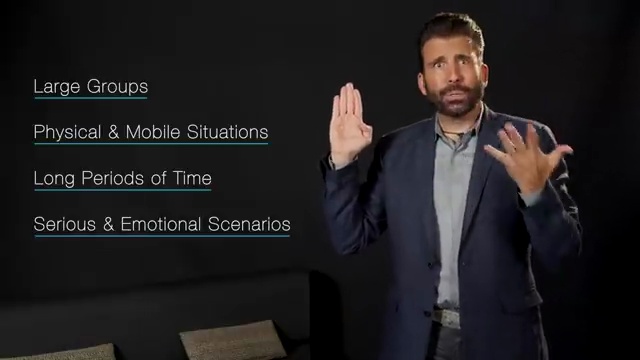 Large Groups
Physical & Mobile Situations
Long Periods of Time
Serious & Emotional Scenarios